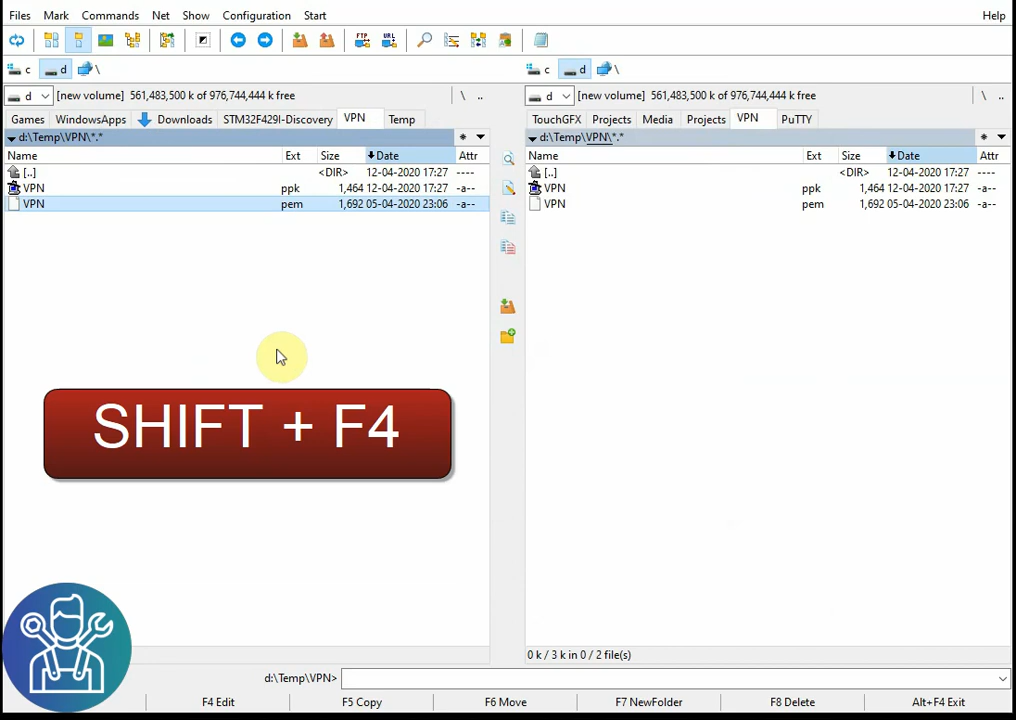 Files Mark Commands Net Show Configuration Start Help
FTP URL
c d \ c d \
d [new volume] 561,483,500 k of 976,744,444 k free \ .. d [new volume] 561,483,500 k of 976,744,444 k free \ ..
Games WindowsApps Downloads STM32F429I-Discovery VPN Temp TouchGFX Projects Media Projects VPN PuTTY
d:\Temp\VPN\*.* * d:\Temp\VPN\*.* *
Name Ext Size Date Attr Name Ext Size Date Attr
[..] <DIR> 12-04-2020 17:27 ---- [..] <DIR> 12-04-2020 17:27 ----
VPN ppk 1,464 12-04-2020 17:27 -a-- VPN ppk 1,464 12-04-2020 17:27 -a--
VPN pem 1,692 05-04-2020 23:06 -a-- VPN pem 1,692 05-04-2020 23:06 -a--
SHIFT + F4
0 k / 3 k in 0 / 2 file(s)
d:\Temp\VPN>
F4 Edit F5 Copy F6 Move F7 NewFolder F8 Delete Alt+F4 Exit